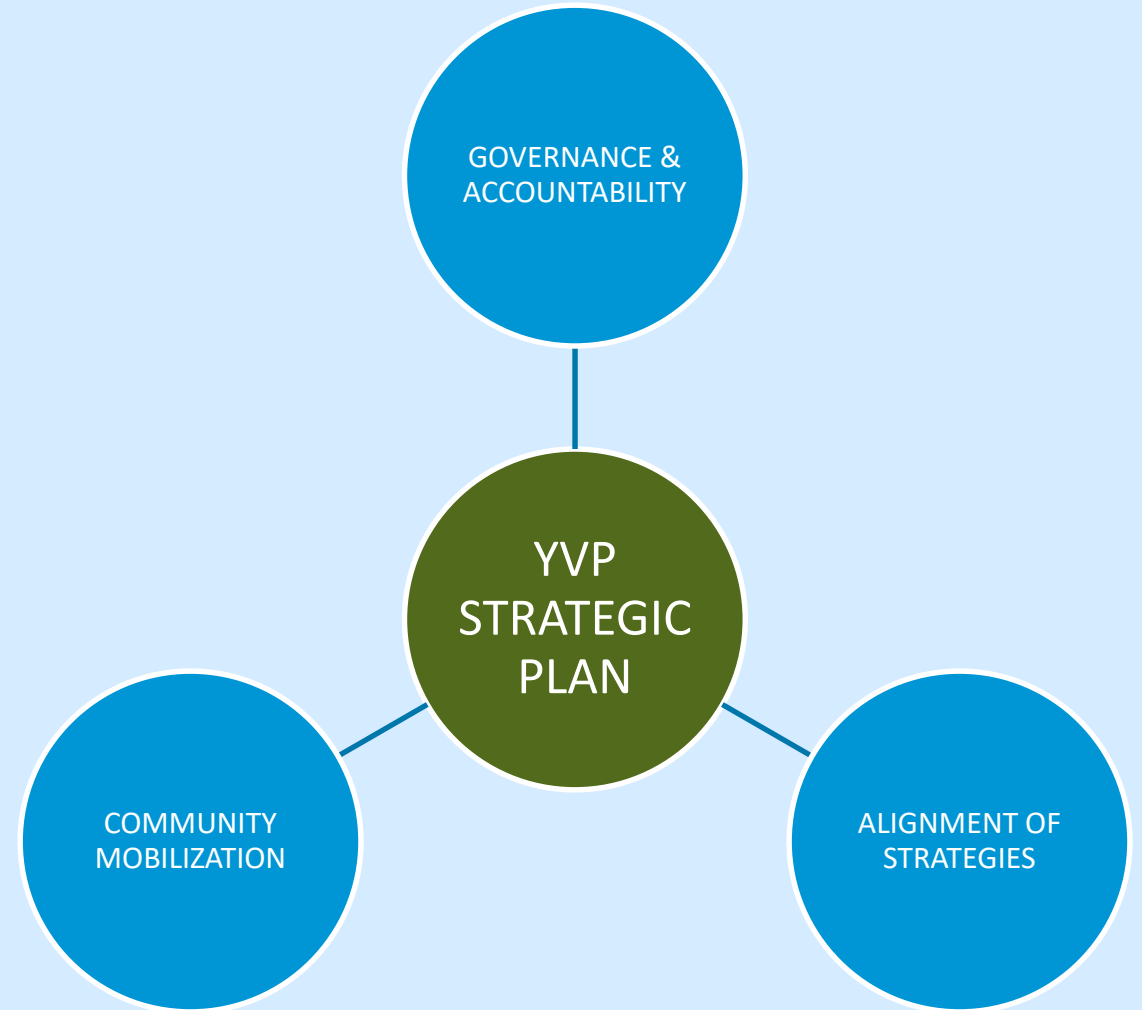 GOVERNANCE &
ACCOUNTABILITY
YVP
STRATEGIC
PLAN
COMMUNITY
MOBILIZATION
ALIGNMENT OF
STRATEGIES